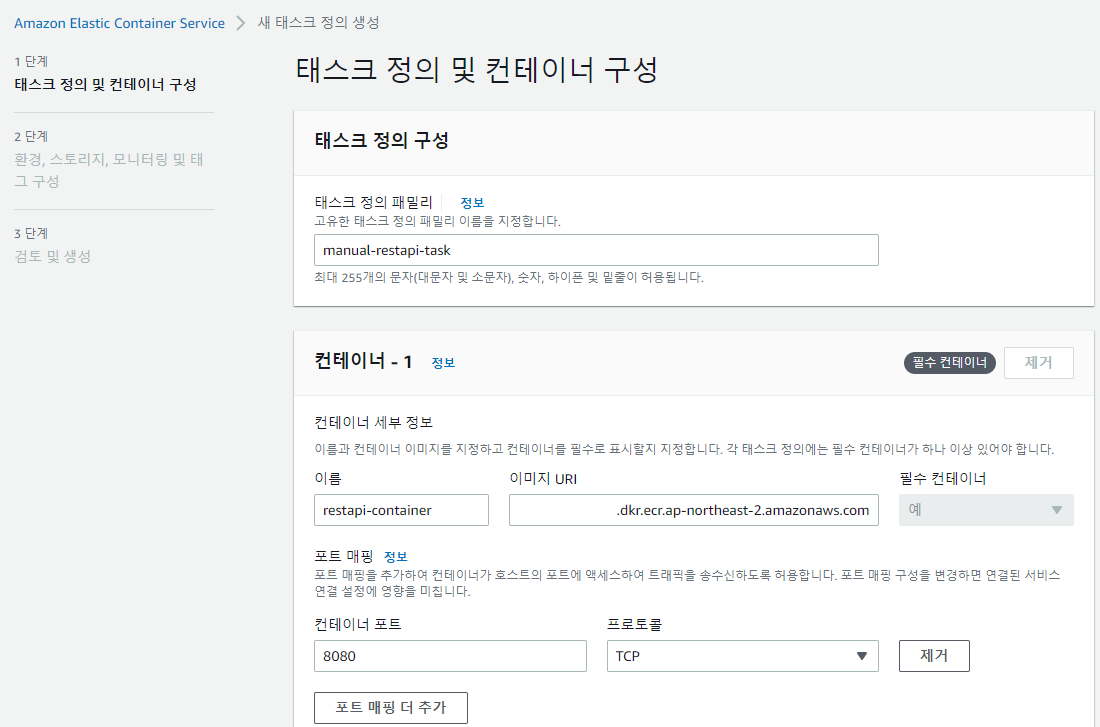 Amazon Elastic Container Service > 새 태스크 정의 생성
1 단계
태스크 정의 및 컨테이너 구성
2 단계
환경, 스토리지, 모니터링 및 태
그 구성
3 단계
검토 및 생성
태스크 정의 및 컨테이너 구성
태스크 정의 구성
태스크 정의 패밀리 정보
고유한 태스크 정의 패밀리 이름을 지정합니다.
manual-restapi-task
최대 255개의 문자(대문자 및 소문자), 숫자, 하이픈 및 밑줄이 허용됩니다.
컨테이너 - 1 정보 필수 컨테이너 제거
컨테이너 세부 정보
이름과 컨테이너 이미지를 지정하고 컨테이너를 필수로 표시할지 지정합니다. 각 태스크 정의에는 필수 컨테이너가 하나 이상 있어야 합니다.
이름 이미지 URI 필수 컨테이너
restapi-container .dkr.ecr.ap-northeast-2.amazonaws.com 예
포트 매핑 정보
포트 매핑을 추가하여 컨테이너가 호스트의 포트에 액세스하여 트래픽을 송수신하도록 허용합니다. 포트 매핑 구성을 변경하면 연결된 서비스
연결 설정에 영향을 미칩니다.
컨테이너 포트 프로토콜
8080 TCP 제거
포트 매핑 더 추가